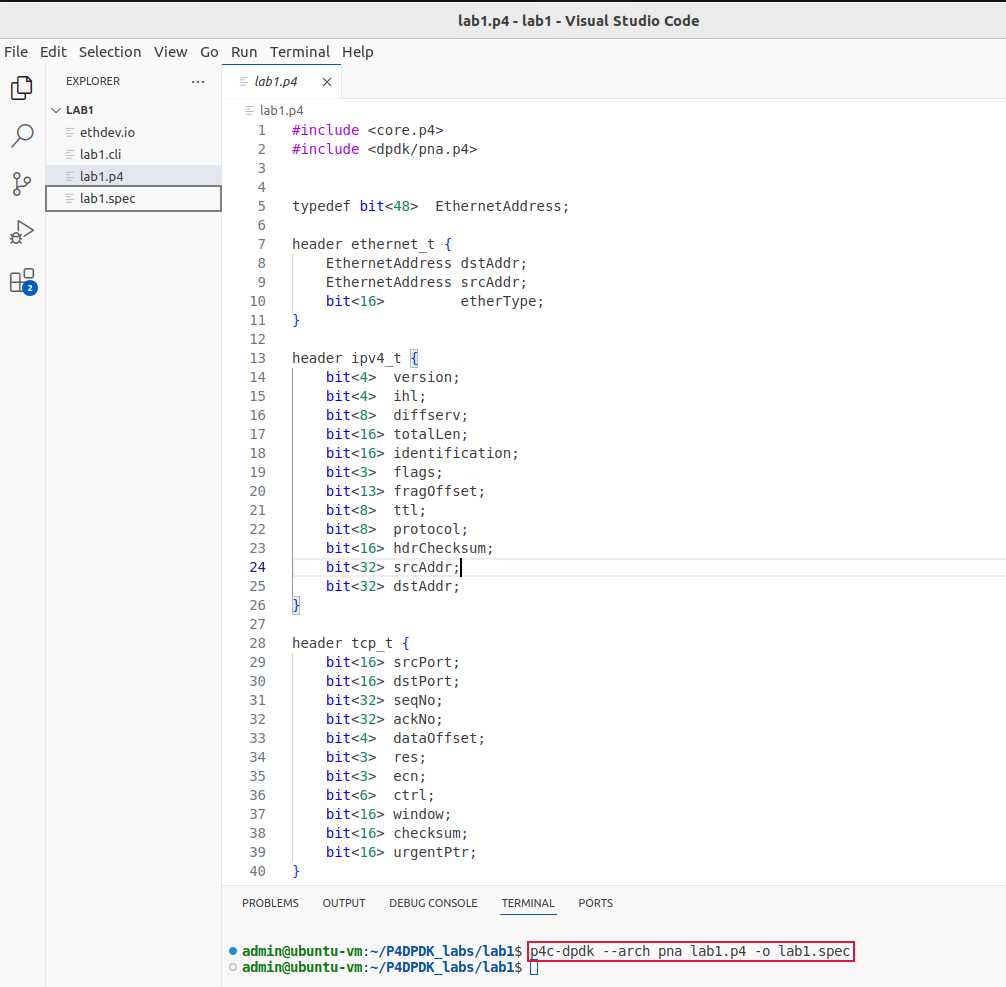 lab1.p4 - lab1 - Visual Studio Code
File Edit Selection View Go Run Terminal Help
EXPLORER ···
LAB1
ethdev.io
lab1.cli
lab1.p4
lab1.spec
2
lab1.p4 ×
lab1.p4
1 #include <core.p4>
2 #include <dpdk/pna.p4>
3
4
5 typedef bit<48>  EthernetAddress;
6
7 header ethernet_t {
8     EthernetAddress dstAddr;
9     EthernetAddress srcAddr;
10     bit<16>         etherType;
11 }
12
13 header ipv4_t {
14     bit<4>  version;
15     bit<4>  ihl;
16     bit<8>  diffserv;
17     bit<16> totalLen;
18     bit<16> identification;
19     bit<3>  flags;
20     bit<13> fragOffset;
21     bit<8>  ttl;
22     bit<8>  protocol;
23     bit<16> hdrChecksum;
24     bit<32> srcAddr;
25     bit<32> dstAddr;
26 }
27
28 header tcp_t {
29     bit<16> srcPort;
30     bit<16> dstPort;
31     bit<32> seqNo;
32     bit<32> ackNo;
33     bit<4>  dataOffset;
34     bit<3>  res;
35     bit<3>  ecn;
36     bit<6>  ctrl;
37     bit<16> window;
38     bit<16> checksum;
39     bit<16> urgentPtr;
40 }
PROBLEMS OUTPUT DEBUG CONSOLE TERMINAL PORTS
admin@ubuntu-vm:~/P4DPDK_labs/lab1$ p4c-dpdk --arch pna lab1.p4 -o lab1.spec
admin@ubuntu-vm:~/P4DPDK_labs/lab1$